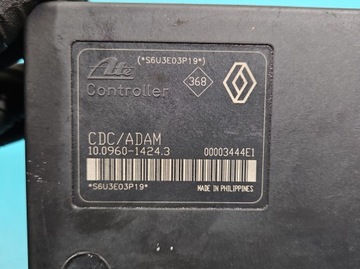 (*S6U3E03P19*)
Ate
368
Controller
CDC/ADAM
10.0960-1424.3
00003444E1
*S6U3E03P19*
MADE IN PHILIPPINES